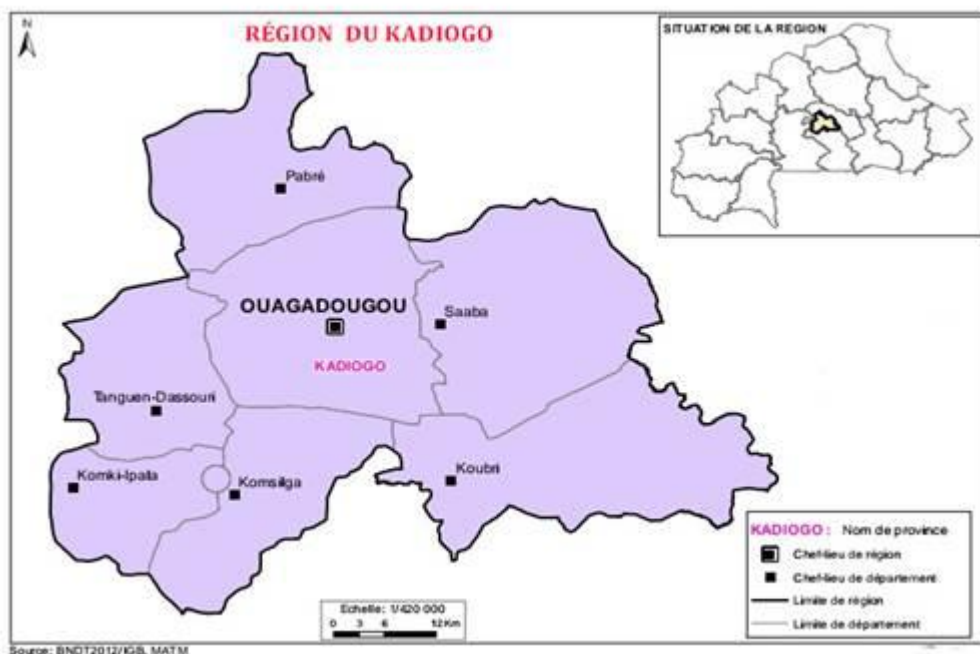 N
RÉGION DU KADIOGO
SITUATION DE LA REGION
Pabré
OUAGADOUGOU
Saaba
KADIOGO
Tanguen-Dassouri
Komki-Ipala
Komsilga
Koubri
KADIOGO : Nom de province
Chef-lieu de région
Chef-lieu de département
Limite de région
Limite de département
Echelle: 1/420 000
0 3 6 12 Km
Source: BNDT2012/IGB, MATM